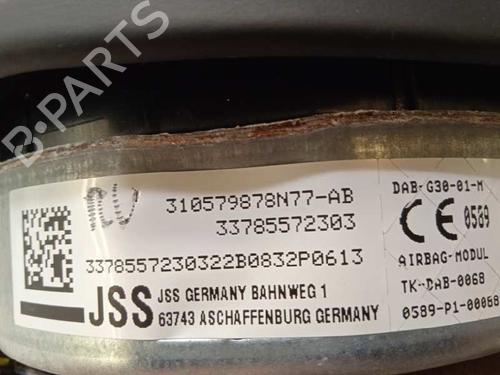 B-PARTS
310579878N77-AB
33785572303
3378557230322B0832P0613
JSS
JSS GERMANY BAHNWEG 1
63743 ASCHAFFENBURG GERMANY
DAB-G30-01-M
CE 0589
AIRBAG-MODUL
TK-DAB-0068
0589-P1-00068